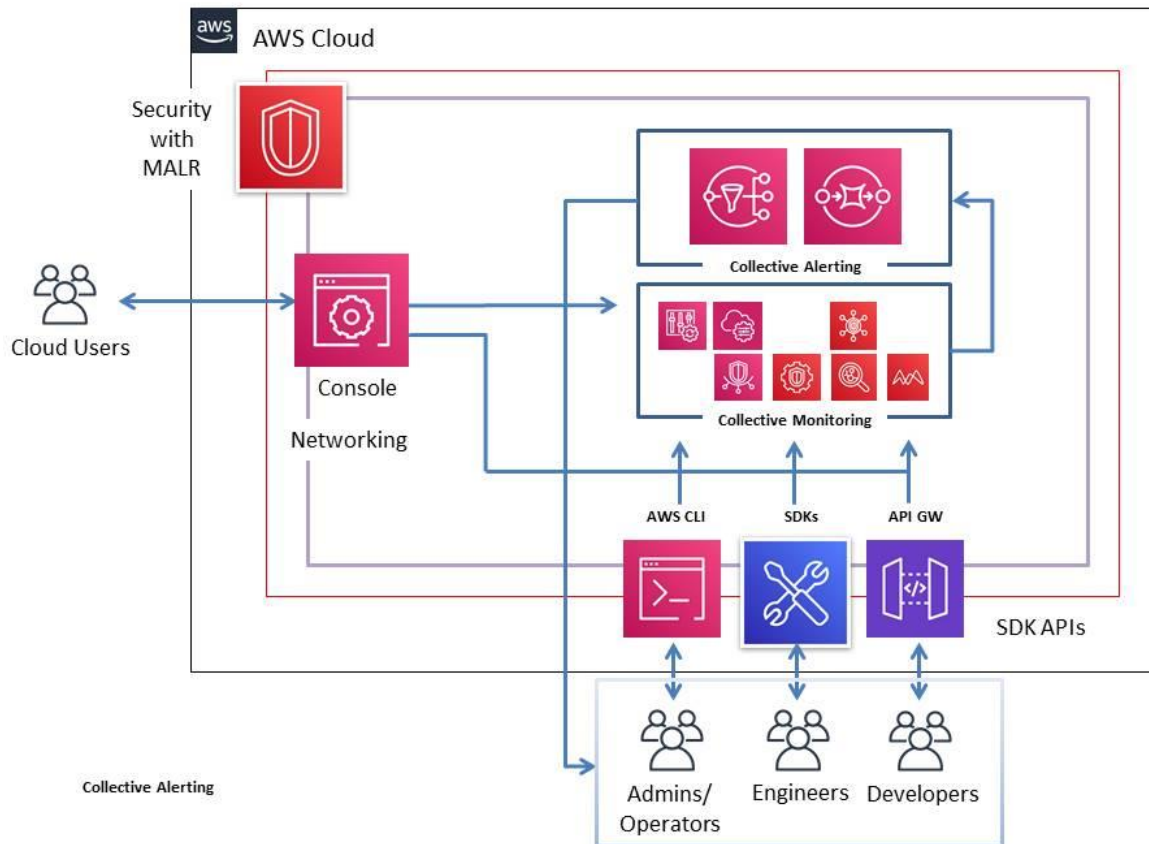 aws
AWS Cloud
Security
with
MALR
Collective Alerting
Cloud Users
Console
Collective Monitoring
Networking
AWS CLI
SDKs
API GW
SDK APIs
Collective Alerting
Admins/
Operators
Engineers
Developers